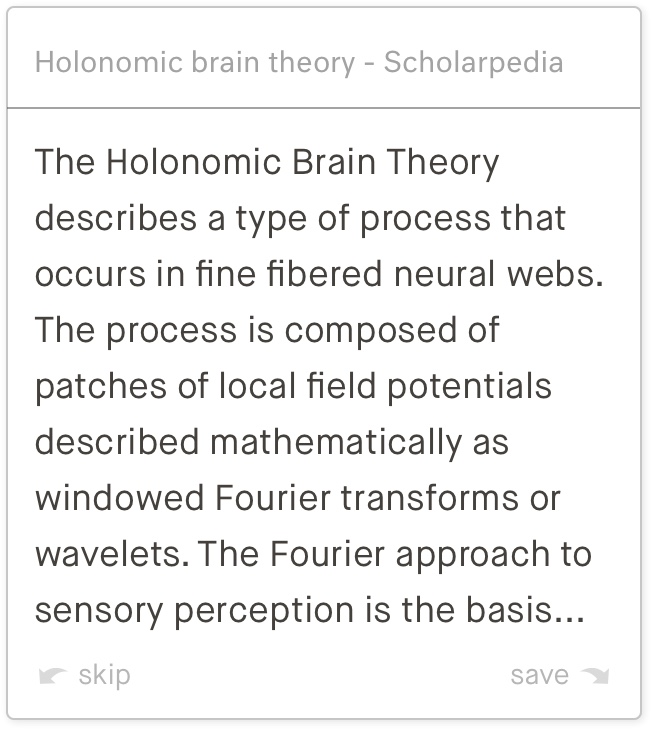 Holonomic brain theory - Scholarpedia
The Holonomic Brain Theory
describes a type of process that
occurs in fine fibered neural webs.
The process is composed of
patches of local field potentials
described mathematically as
windowed Fourier transforms or
wavelets. The Fourier approach to
sensory perception is the basis...
skip save